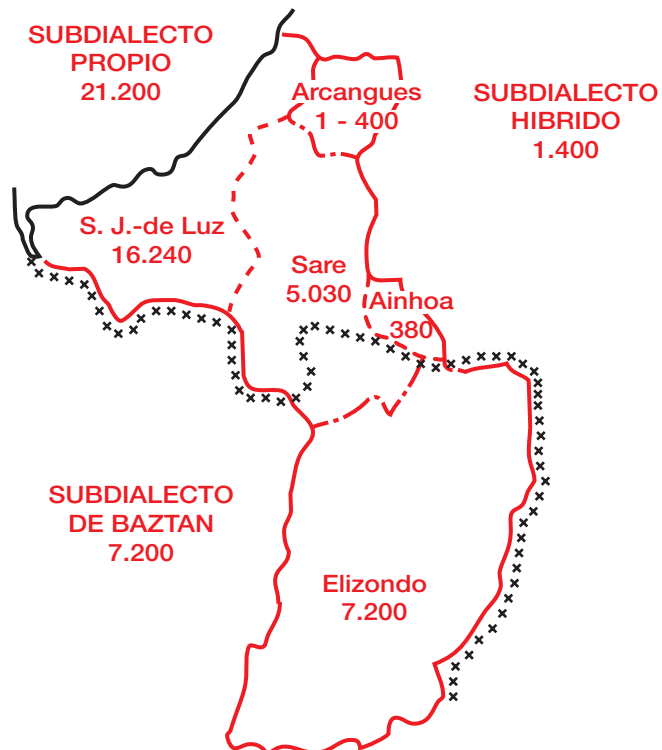 SUBDIALECTO
PROPIO
21.200
Arcangues
1 - 400
SUBDIALECTO
HIBRIDO
1.400
S. J.-de Luz
16.240
Sare
5.030
Ainhoa
380
SUBDIALECTO
DE BAZTAN
7.200
Elizondo
7.200